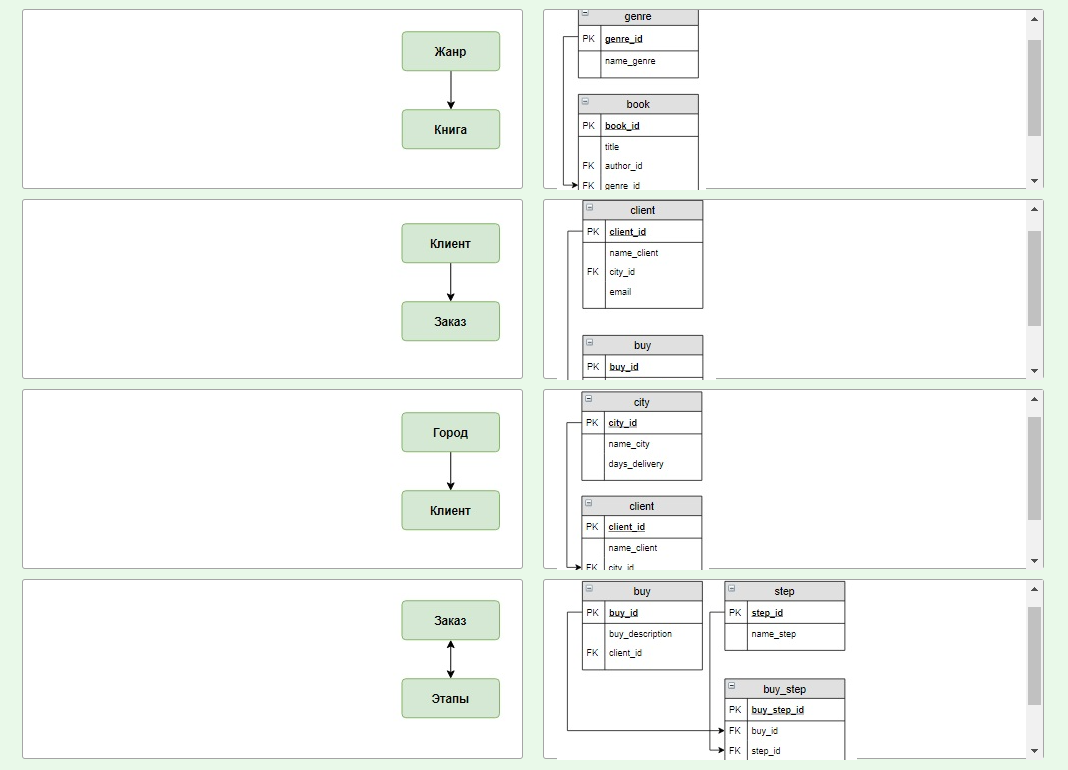 Жанр
Книга
genre
PK genre_id
name_genre
book
PK book_id
title
FK author_id
FK genre_id
Клиент
Заказ
client
PK client_id
name_client
FK city_id
email
buy
PK buy_id
Город
Клиент
city
PK city_id
name_city
days_delivery
client
PK client_id
name_client
FK city_id
Заказ
Этапы
buy
PK buy_id
buy_description
FK client_id
step
PK step_id
name_step
buy_step
PK buy_step_id
FK buy_id
FK step_id